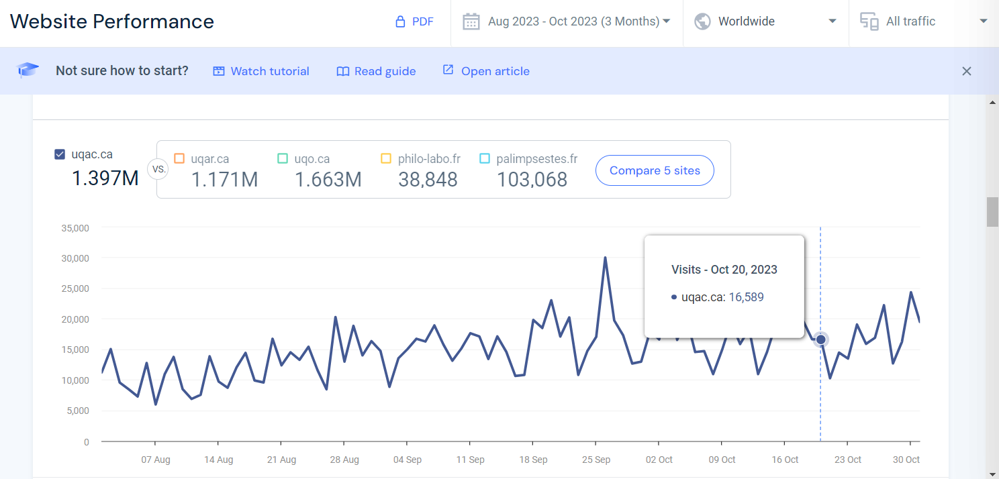 Website Performance
PDF
Aug 2023 - Oct 2023 (3 Months)
Worldwide
All traffic
Not sure how to start?
Watch tutorial
Read guide
Open article
uqac.ca
1.397M
VS.
uqar.ca
1.171M
uqo.ca
1.663M
philo-labo.fr
38,848
palimpsestes.fr
103,068
Compare 5 sites
35,000
30,000
25,000
20,000
15,000
10,000
5,000
0
Visits - Oct 20, 2023
uqac.ca: 16,589
07 Aug
14 Aug
21 Aug
28 Aug
04 Sep
11 Sep
18 Sep
25 Sep
02 Oct
09 Oct
16 Oct
23 Oct
30 Oct